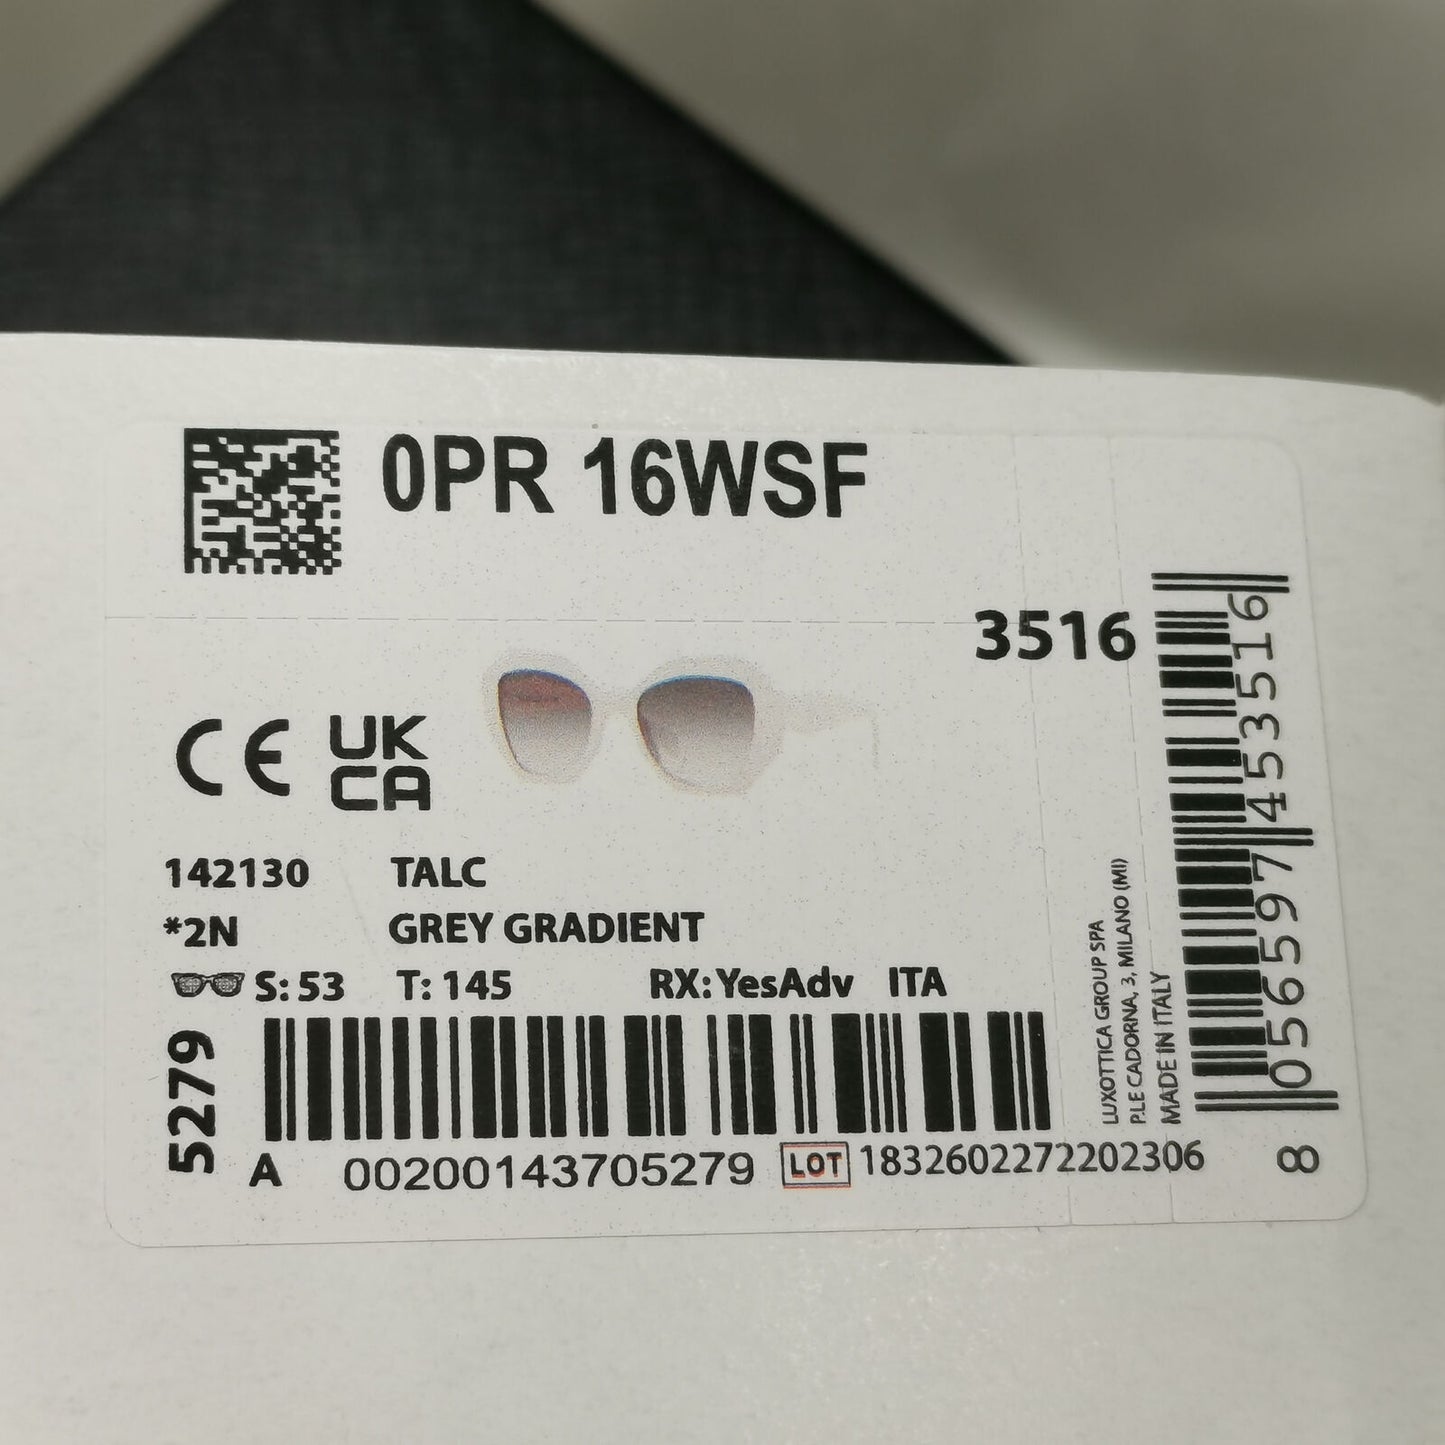 0PR 16WSF
3516
CE UK
CA
142130 TALC
*2N GREY GRADIENT
S: 53 T: 145 RX: YesAdv ITA
5279
A 00200143705279 LOT 1832602272202306
LUXOTTICA GROUP SPA
P.LE CADORNA, 3, MILANO (MI)
MADE IN ITALY
8 056597 453516